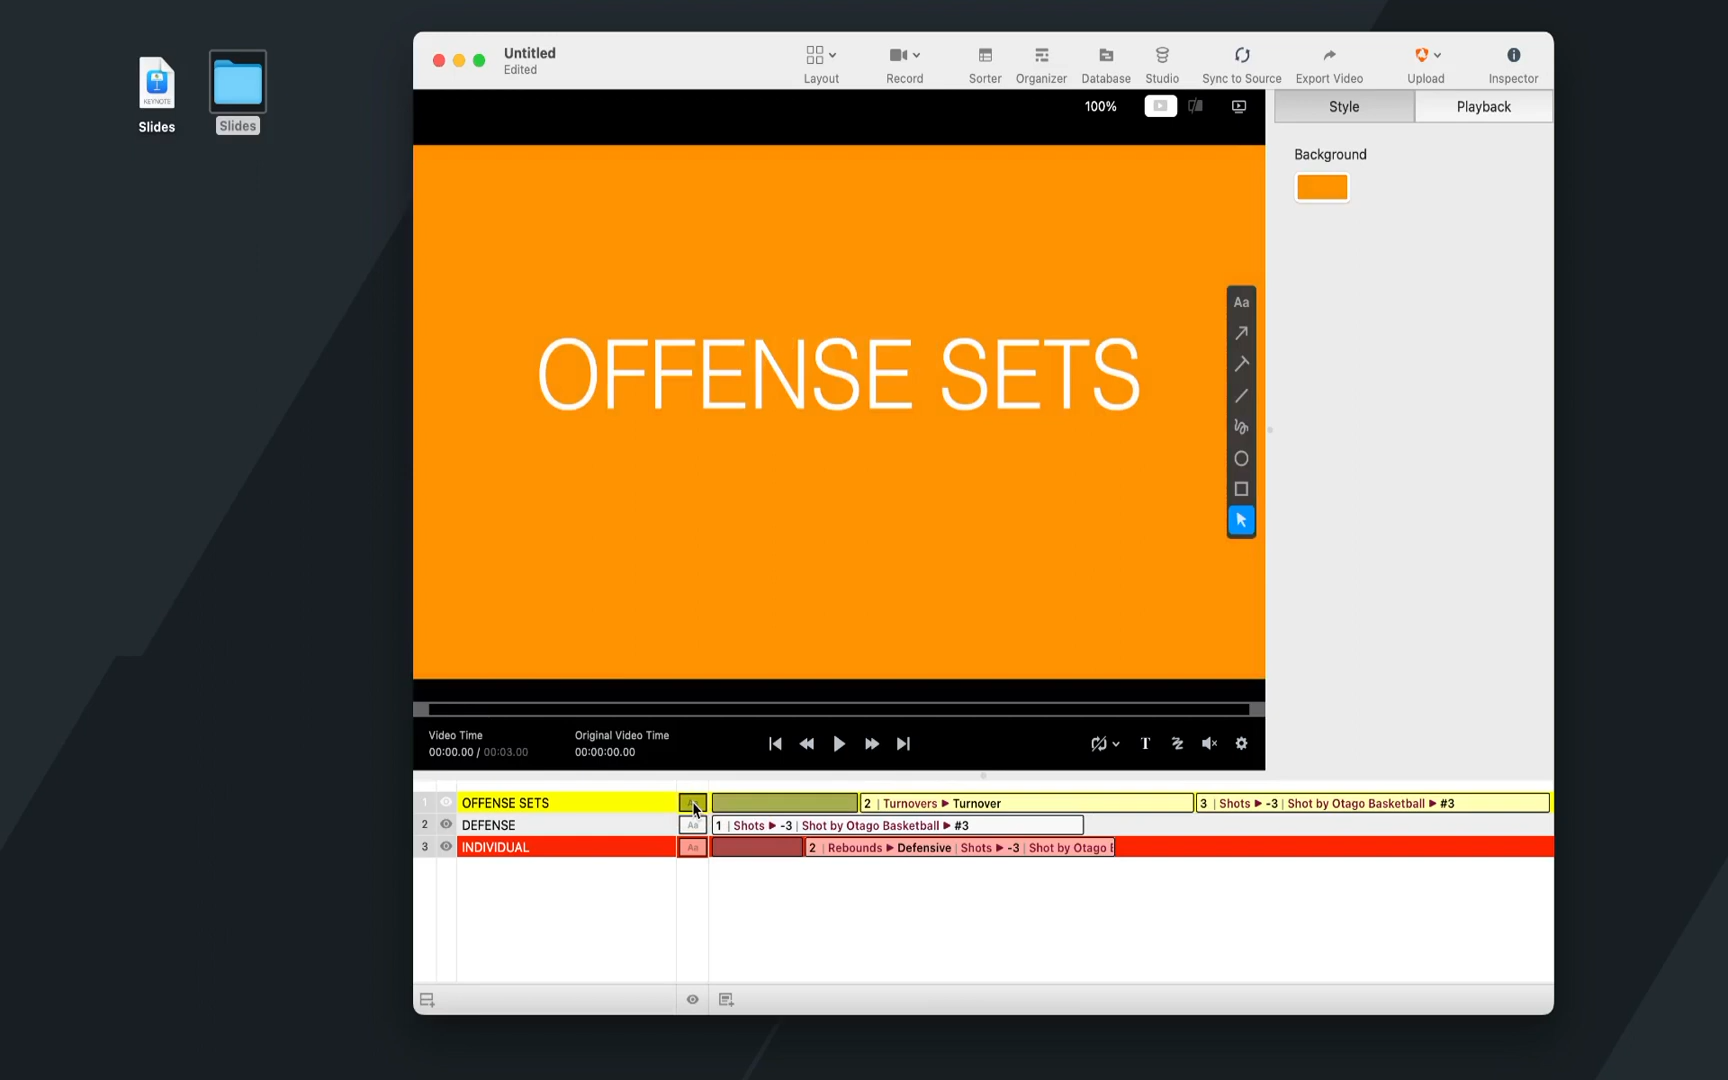 Untitled
Edited
Layout
Record
Sorter
Organizer
Database
Studio
Sync to Source
Export Video
Upload
Inspector
KEYNOTE
Slides
Slides
100%
Style
Playback
Background
OFFENSE SETS
Aa
Video Time
00:00.00 / 00:03.00
Original Video Time
00:00:00.00
T
1 OFFENSE SETS
2 | Turnovers ▶ Turnover
3 | Shots ▶ -3 | Shot by Otago Basketball ▶ #3
2 DEFENSE Aa
1 | Shots ▶ -3 | Shot by Otago Basketball ▶ #3
3 INDIVIDUAL Aa
2 | Rebounds ▶ Defensive | Shots ▶ -3 | Shot by Otago